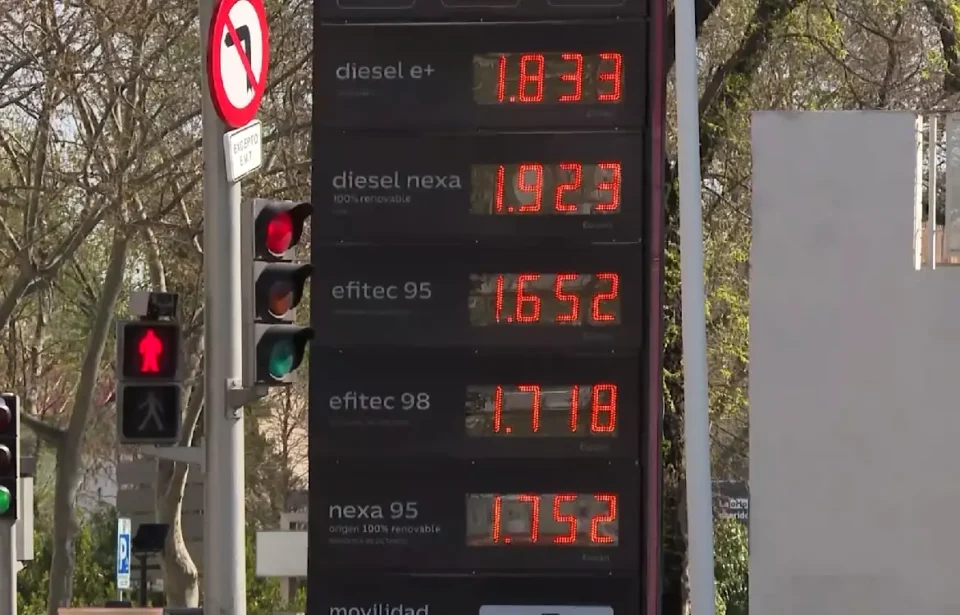 EXCEPTO
E.M.T.
diesel e+ 1.833
diesel nexa 1.923
100% renovable
efitec 95 1.652
efitec 98 1.718
nexa 95 1.752
origen 100% renovable
movilidad
P